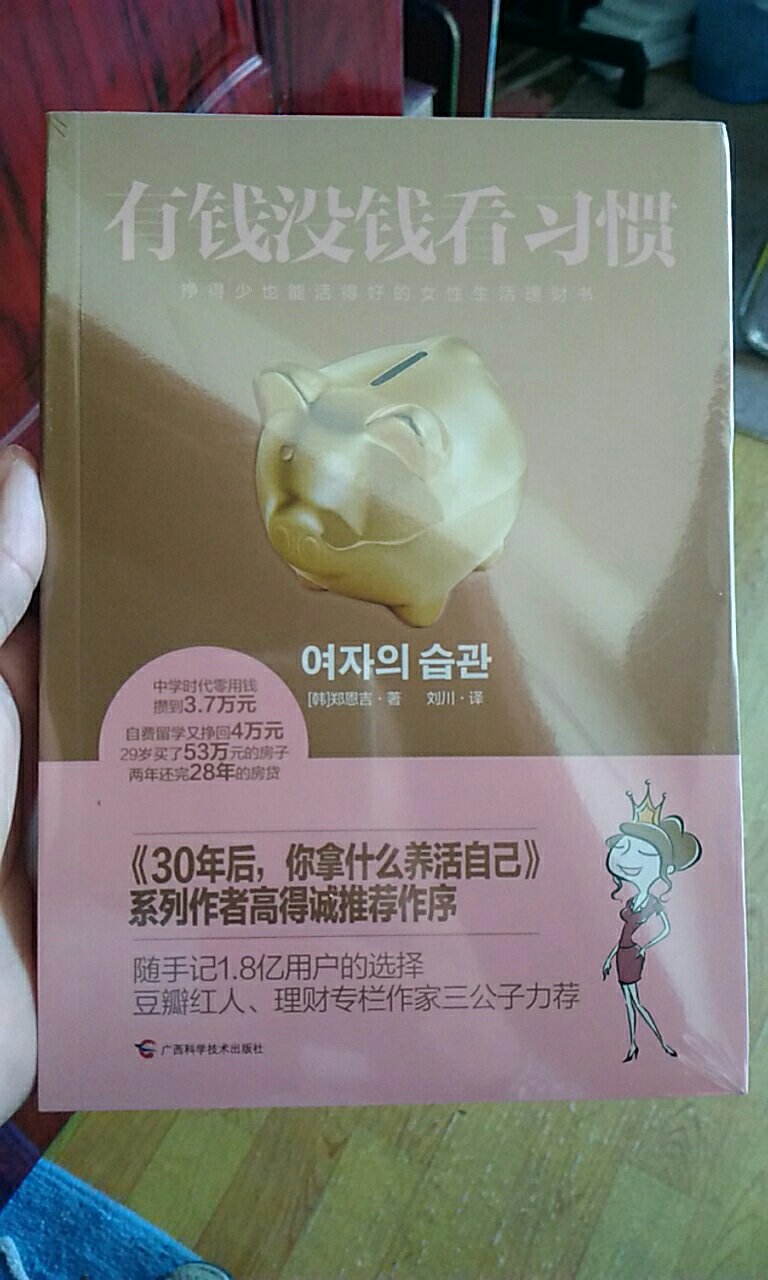 有钱没钱看习惯
挣得少也能活得好的女性生活理财书
여자의 습관
[韩]郑恩吉·著 刘川·译
中学时代零用钱
攒到3.7万元
自费留学又挣回4万元
29岁买了53万元的房子
两年还完28年的房贷
《30年后，你拿什么养活自己》
系列作者高得诚推荐作序
随手记1.8亿用户的选择
豆瓣红人、理财专栏作家三公子力荐
广西科学技术出版社